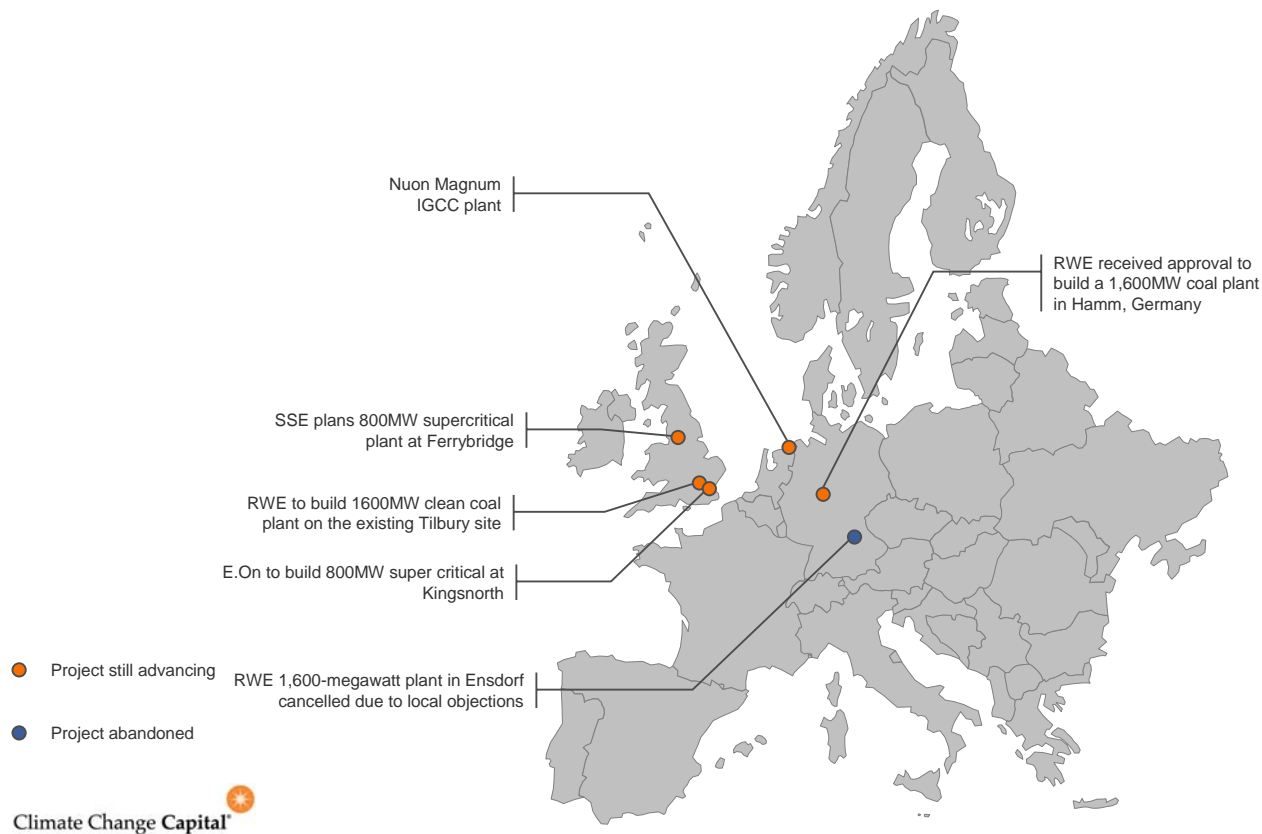 Nuon Magnum
IGCC plant
RWE received approval to
build a 1,600MW coal plant
in Hamm, Germany
SSE plans 800MW supercritical
plant at Ferrybridge
RWE to build 1600MW clean coal
plant on the existing Tilbury site
E.On to build 800MW super critical at
Kingsnorth
Project still advancing
RWE 1,600-megawatt plant in Ensdorf
cancelled due to local objections
Project abandoned
Climate Change Capital®